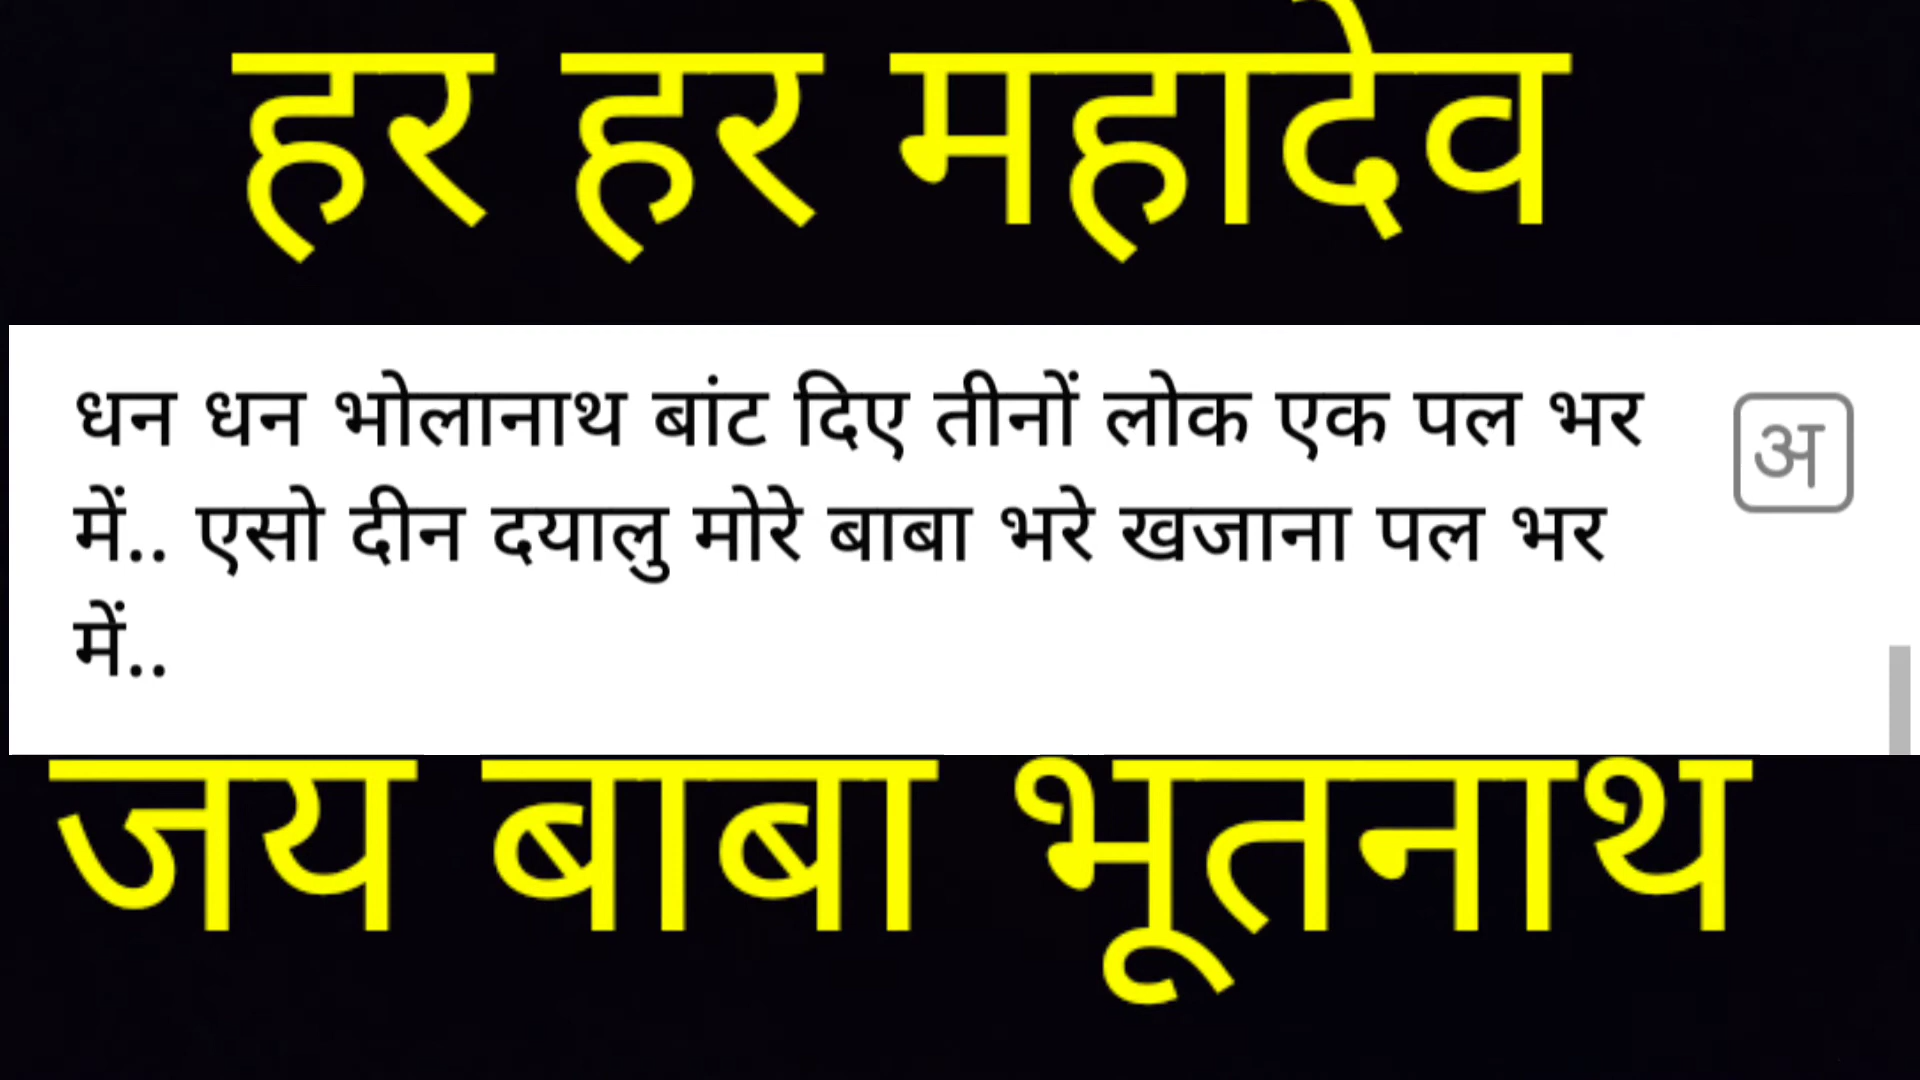 हर हर महादेव
धन धन भोलानाथ बांट दिए तीनों लोक एक पल भर
में.. एसो दीन दयालु मोरे बाबा भरे खजाना पल भर
में..
अ
जय बाबा भूतनाथ